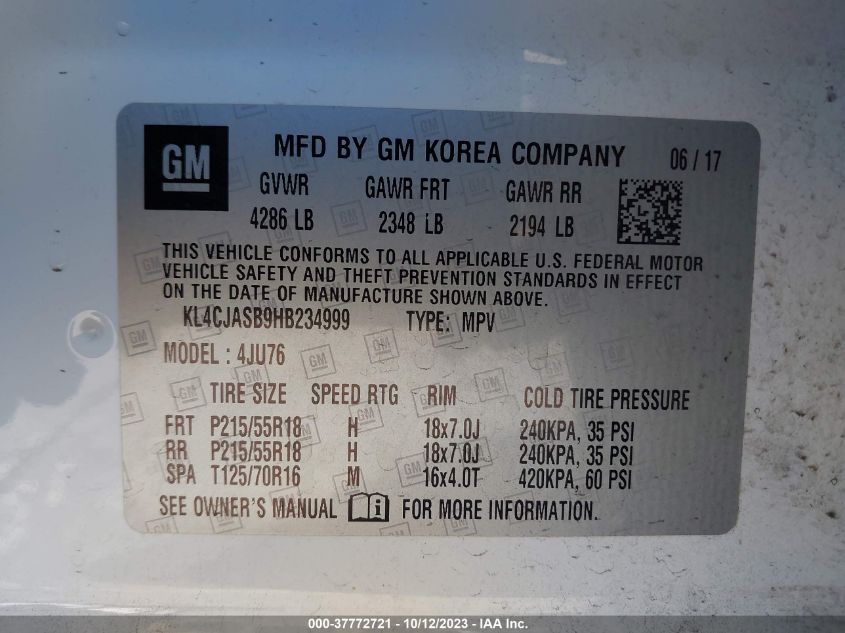 GM
MFD BY GM KOREA COMPANY 06 / 17
GVWR GAWR FRT GAWR RR
4286 LB 2348 LB 2194 LB
THIS VEHICLE CONFORMS TO ALL APPLICABLE U.S. FEDERAL MOTOR
VEHICLE SAFETY AND THEFT PREVENTION STANDARDS IN EFFECT
ON THE DATE OF MANUFACTURE SHOWN ABOVE.
KL4CJASB9HB234999 TYPE: MPV
MODEL : 4JU76
TIRE SIZE SPEED RTG RIM COLD TIRE PRESSURE
FRT P215/55R18 H 18x7.0J 240KPA, 35 PSI
RR P215/55R18 H 18x7.0J 240KPA, 35 PSI
SPA T125/70R16 M 16x4.0T 420KPA, 60 PSI
SEE OWNER'S MANUAL i FOR MORE INFORMATION.
000-37772721 - 10/12/2023 - IAA Inc.